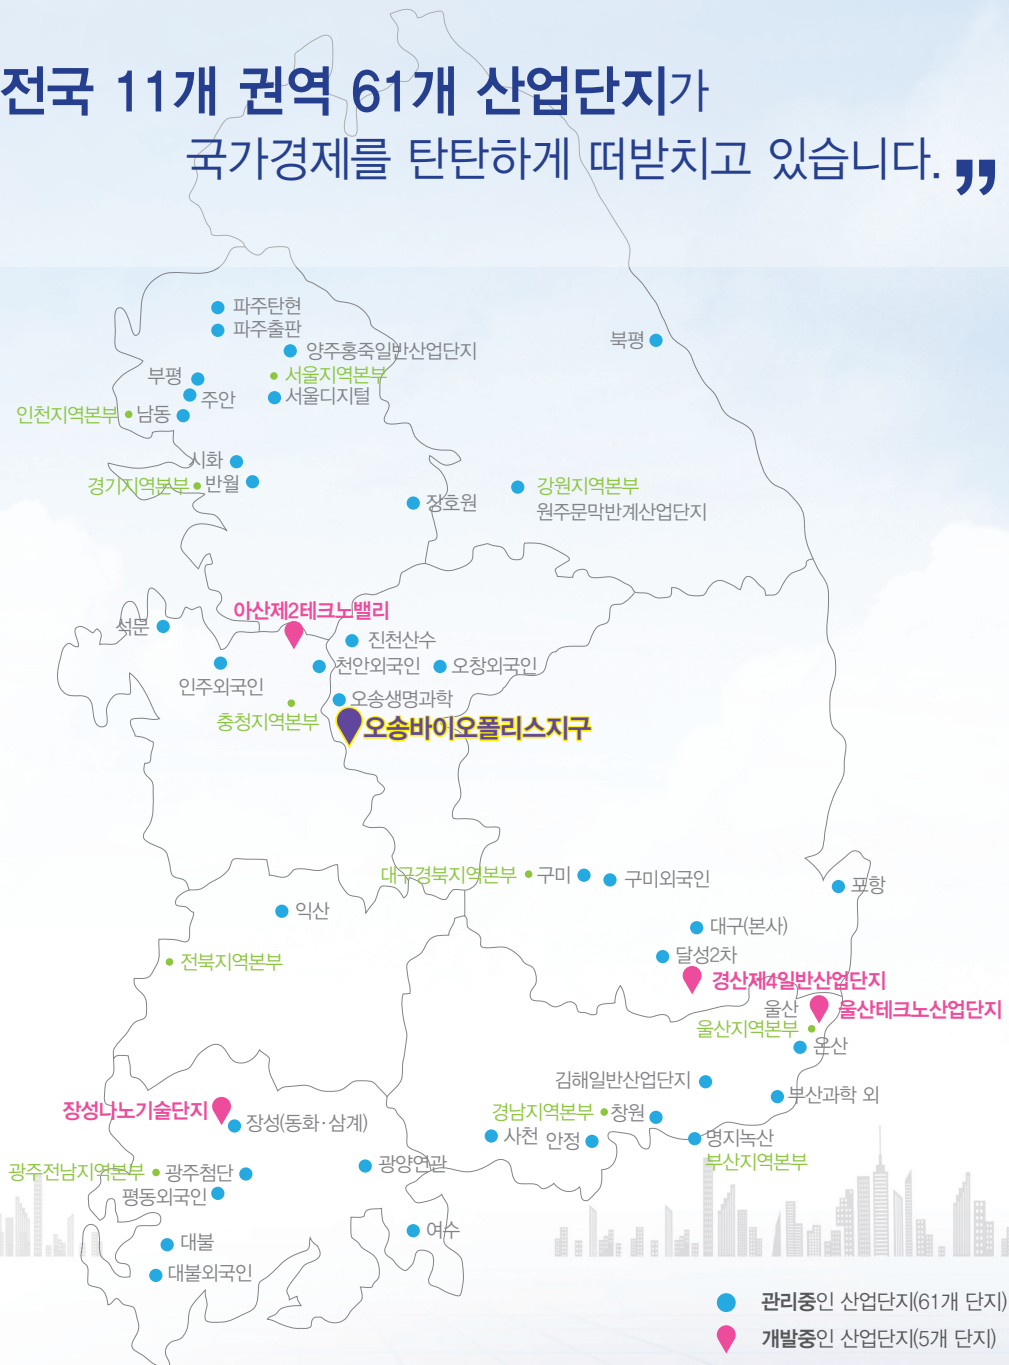 전국 11개 권역 61개 산업단지가
국가경제를 탄탄하게 떠받치고 있습니다. ”
파주탄현
파주출판
양주홍죽일반산업단지
북평
부평
서울지역본부
주안
서울디지털
인천지역본부
남동
시화
경기지역본부
반월
장호원
강원지역본부
원주문막반계산업단지
아산제2테크노밸리
석문
진천산수
인주외국인
천안외국인
오창외국인
오송생명과학
충청지역본부
오송바이오폴리스지구
대구경북지역본부
구미
구미외국인
포항
익산
대구(본사)
전북지역본부
달성2차
경산제4일반산업단지
울산
울산테크노산업단지
울산지역본부
온산
김해일반산업단지
부산과학 외
장성나노기술단지
장성(동화·삼계)
경남지역본부
창원
사천
안정
명지녹산
부산지역본부
광주전남지역본부
광주첨단
광양연관
평동외국인
여수
대불
대불외국인
관리중인 산업단지(61개 단지)
개발중인 산업단지(5개 단지)